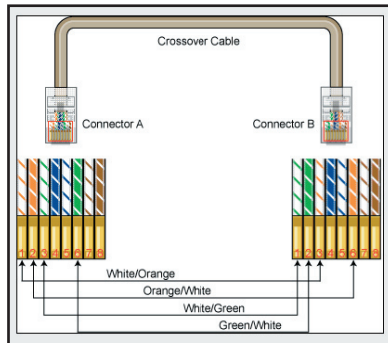 Crossover Cable
Connector A
Connector B
1 2 3 4 5 6 7 8
1 2 3 4 5 6 7 8
White/Orange
Orange/White
White/Green
Green/White